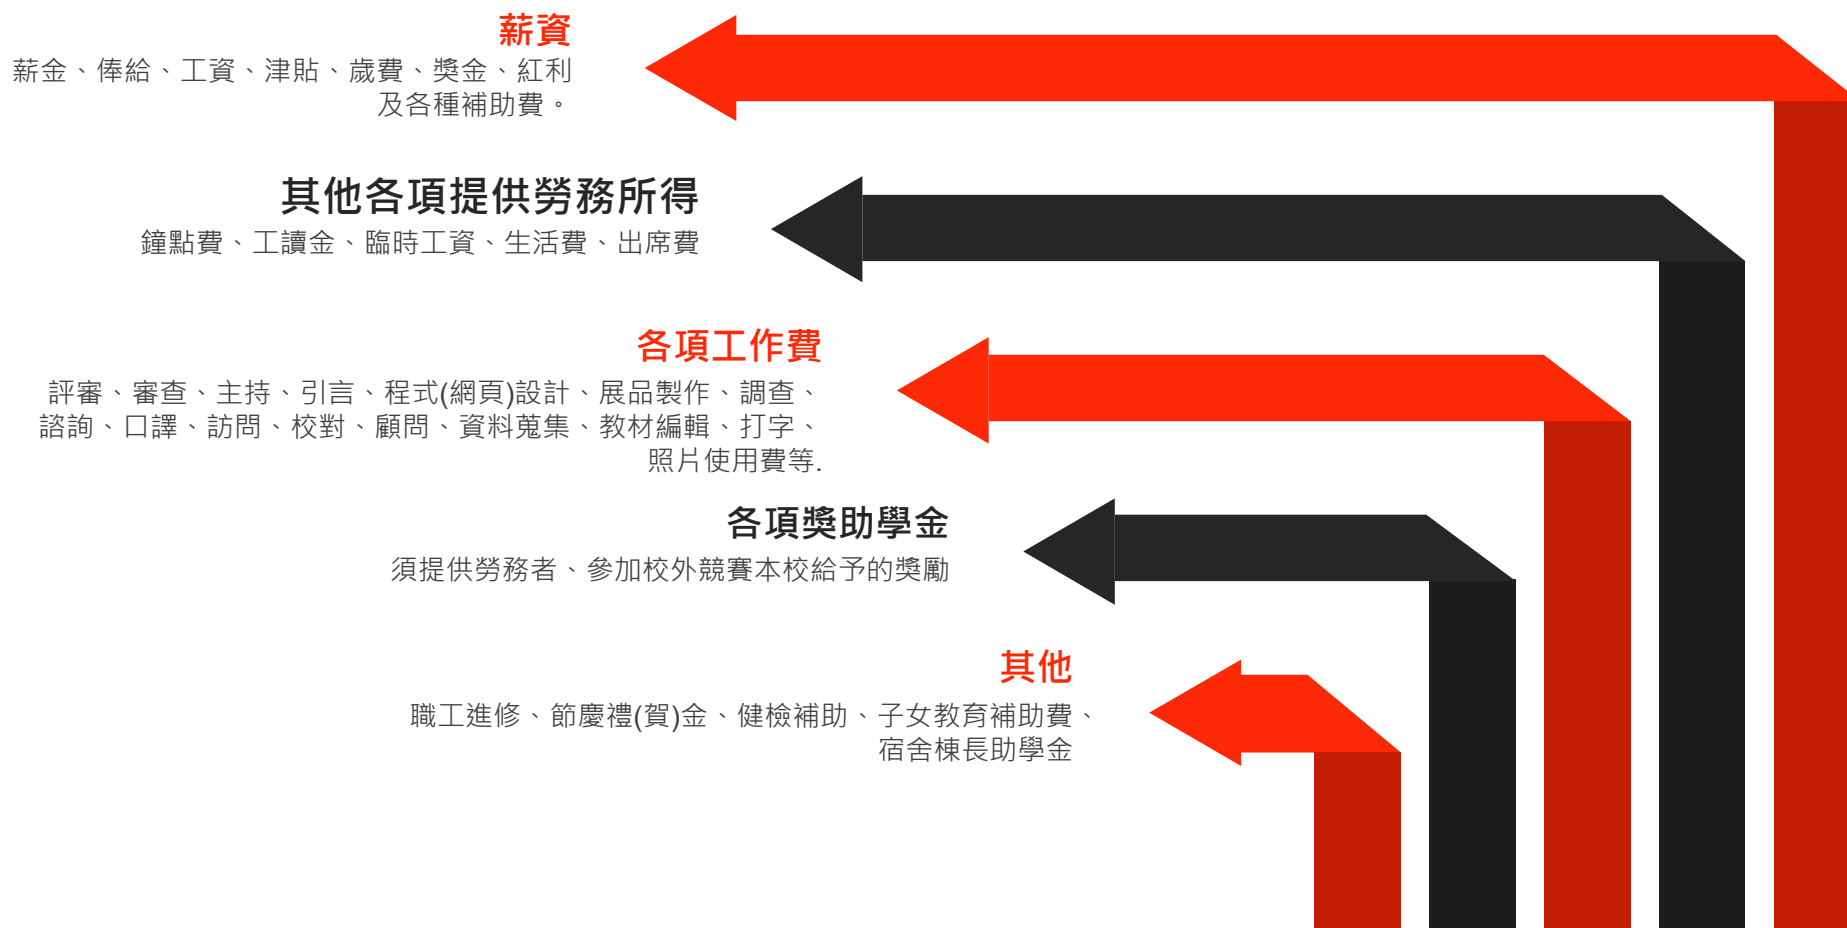 薪資
薪金、俸給、工資、津貼、歲費、獎金、紅利
及各種補助費。
其他各項提供勞務所得
鐘點費、工讀金、臨時工資、生活費、出席費
各項工作費
評審、審查、主持、引言、程式(網頁)設計、展品製作、調查、
諮詢、口譯、訪問、校對、顧問、資料蒐集、教材編輯、打字、
照片使用費等.
各項獎助學金
須提供勞務者、參加校外競賽本校給予的獎勵
其他
職工進修、節慶禮(賀)金、健檢補助、子女教育補助費、
宿舍棟長助學金